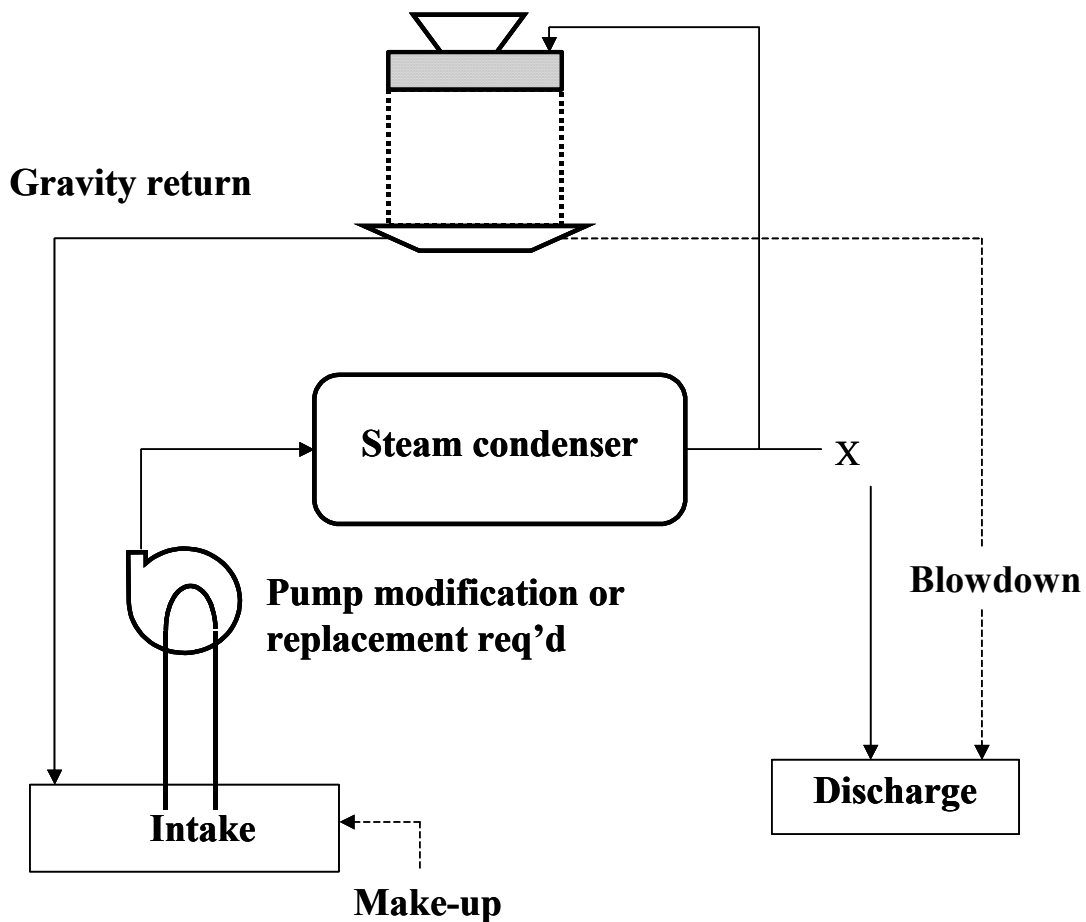 Gravity return
Steam condenser
X
Pump modification or
replacement req’d
Blowdown
Discharge
Intake
Make-up